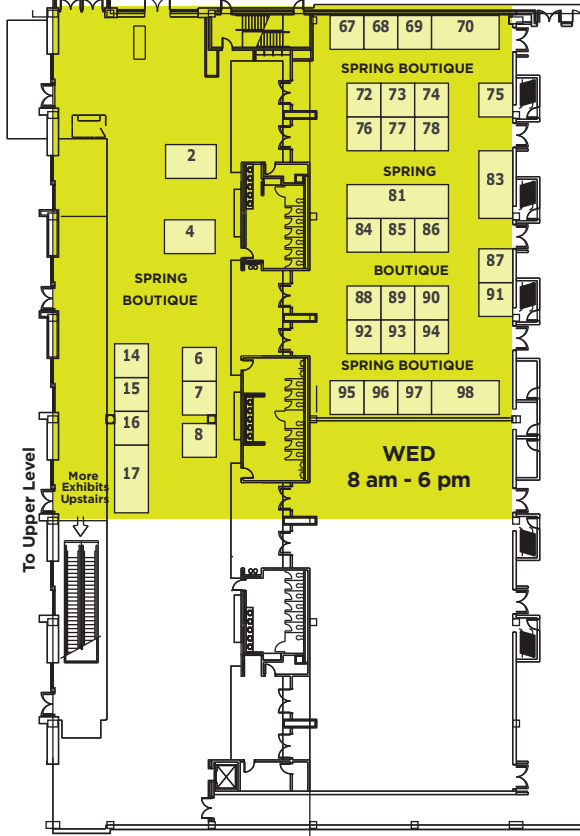 67 68 69 70
SPRING BOUTIQUE
72 73 74 75
76 77 78
2
SPRING
83
81
4
84 85 86
87
BOUTIQUE
SPRING
BOUTIQUE
88 89 90
91
92 93 94
14
6
SPRING BOUTIQUE
15
7
95 96 97 98
16
8
WED
8 am - 6 pm
17
More
Exhibits
Upstairs
To Upper Level